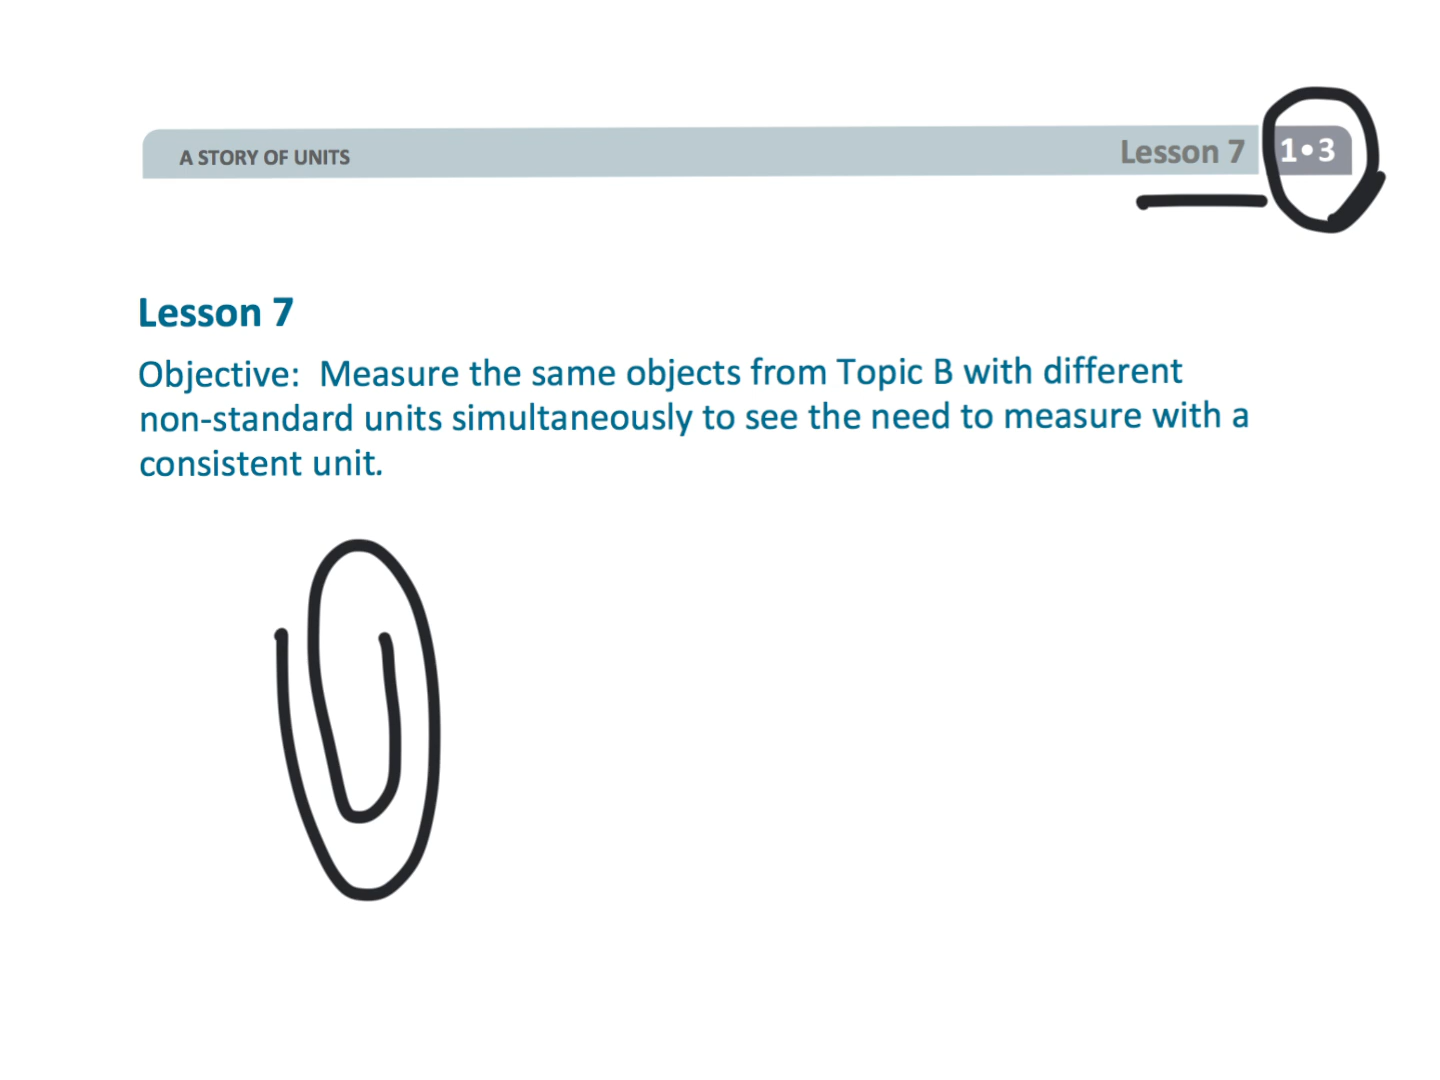 A STORY OF UNITS
Lesson 7
1•3
Lesson 7
Objective: Measure the same objects from Topic B with different
non-standard units simultaneously to see the need to measure with a
consistent unit.